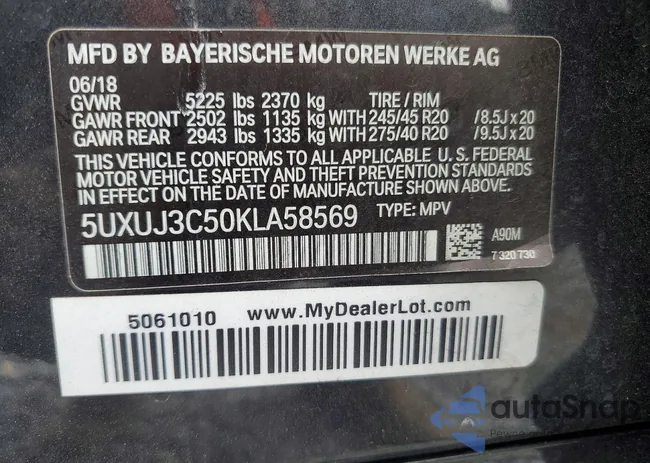 MFD BY BAYERISCHE MOTOREN WERKE AG
06/18
GVWR 5225 lbs 2370 kg TIRE / RIM
GAWR FRONT 2502 lbs 1135 kg WITH 245/45 R20 /8.5J x 20
GAWR REAR 2943 lbs 1335 kg WITH 275/40 R20 /9.5J x 20
THIS VEHICLE CONFORMS TO ALL APPLICABLE U. S. FEDERAL
MOTOR VEHICLE SAFETY AND THEFT PREVENTION STANDARDS
IN EFFECT ON THE DATE OF MANUFACTURE SHOWN ABOVE.
5UXUJ3C50KLA58569 TYPE: MPV
A90M
7 320 730
5061010 www.MyDealerLot.com
autoSnap